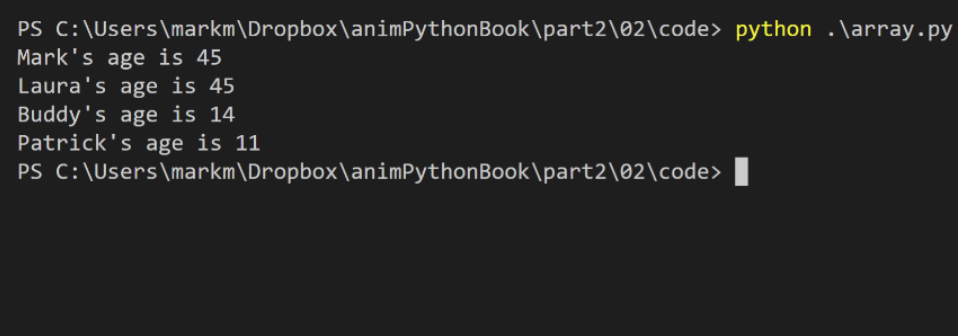 PS C:\Users\markm\Dropbox\animPythonBook\part2\02\code> python .\array.py
Mark's age is 45
Laura's age is 45
Buddy's age is 14
Patrick's age is 11
PS C:\Users\markm\Dropbox\animPythonBook\part2\02\code>